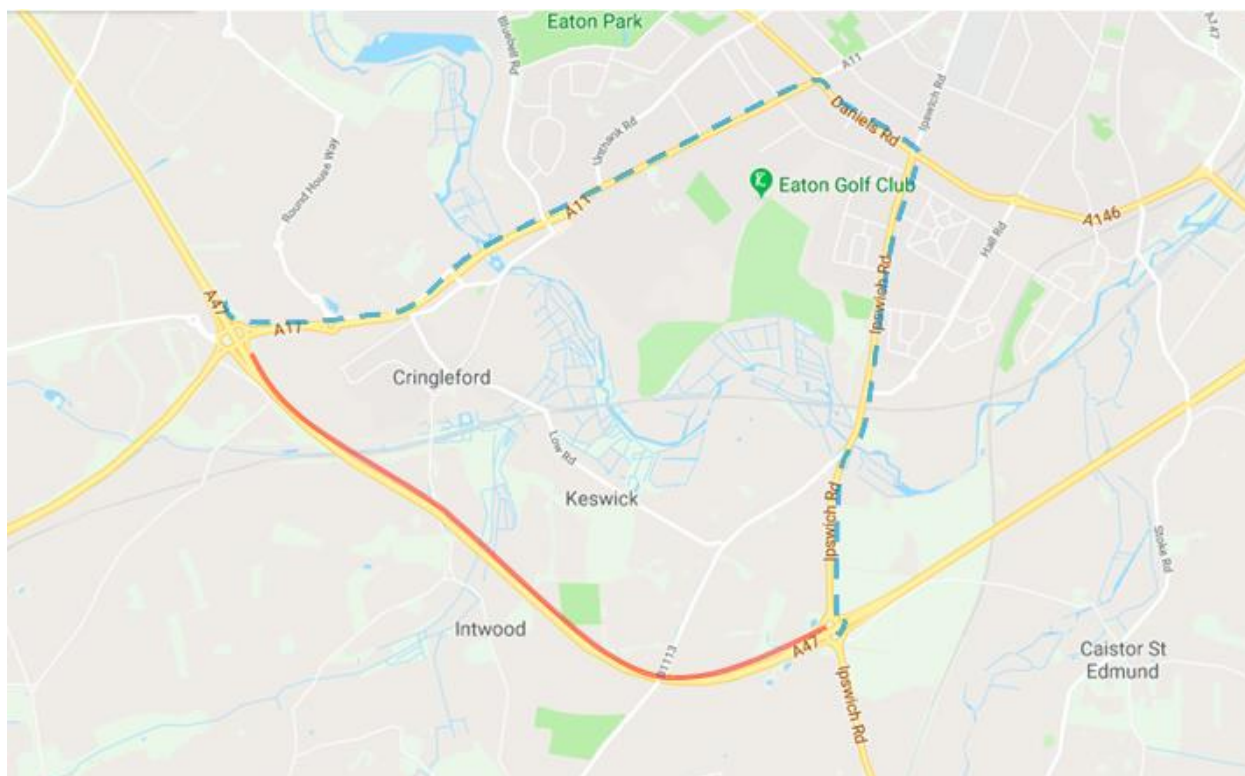 Eaton Park
Bluebell Rd
A11
Ipswich Rd
A147
Daniels Rd
Unthank Rd
Round House Way
Eaton Golf Club
A11
A146
Hall Rd
Ipswich Rd
A47
A17
Cringleford
Low Rd
Keswick
Ipswich Rd
Stoke Rd
Intwood
B1113
A47
Caistor St
Edmund
Ipswich Rd